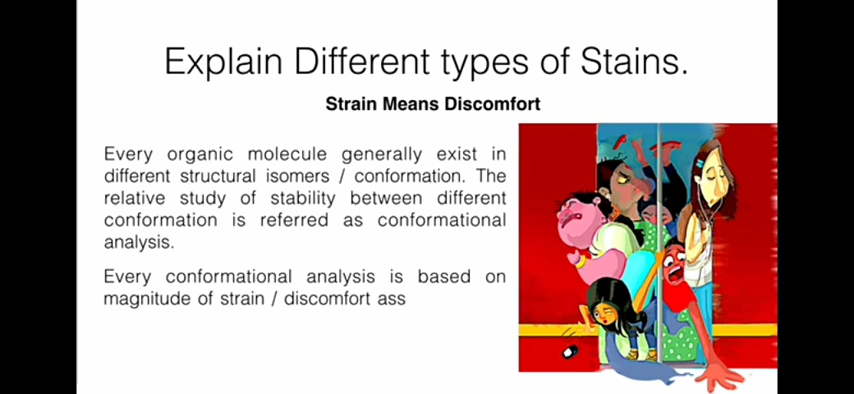 Explain Different types of Stains.
Strain Means Discomfort
Every organic molecule generally exist in
different structural isomers / conformation. The
relative study of stability between different
conformation is referred as conformational
analysis.
Every conformational analysis is based on
magnitude of strain / discomfort ass